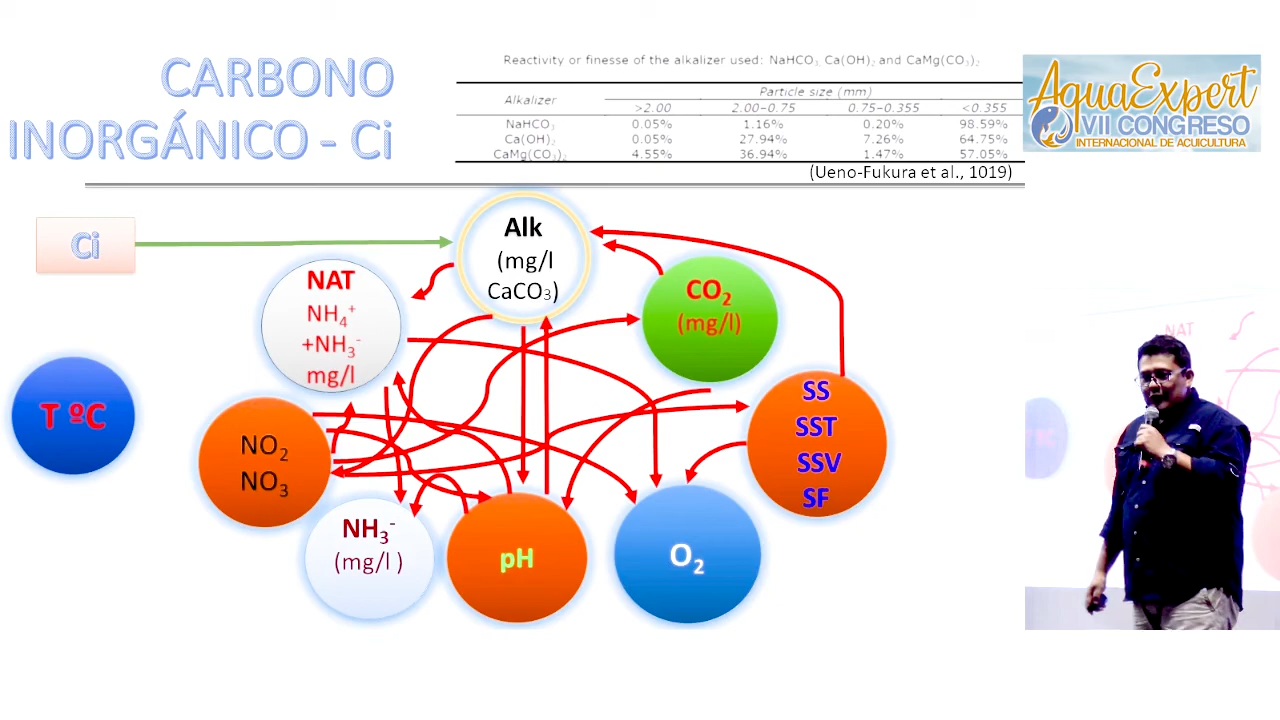 CARBONO
INORGÁNICO - Ci
Reactivity or finesse of the alkalizer used: NaHCO₃, Ca(OH)₂ and CaMg(CO₃)₂
Alkalizer
Particle size (mm)
>2.00 2.00–0.75 0.75–0.355 <0.355
NaHCO₃ 0.05% 1.16% 0.20% 98.59%
Ca(OH)₂ 0.05% 27.94% 7.26% 64.75%
CaMg(CO₃)₂ 4.55% 36.94% 1.47% 57.05%
(Ueno-Fukura et al., 1019)
AquaExpert
VII CONGRESO
INTERNACIONAL DE ACUICULTURA
Ci
Alk
(mg/l
CaCO₃)
NAT
NH₄⁺
+NH₃⁻
mg/l
CO₂
(mg/l)
T ºC
NO₂
NO₃
SS
SST
SSV
SF
NH₃⁻
(mg/l )
pH
O₂
NAT